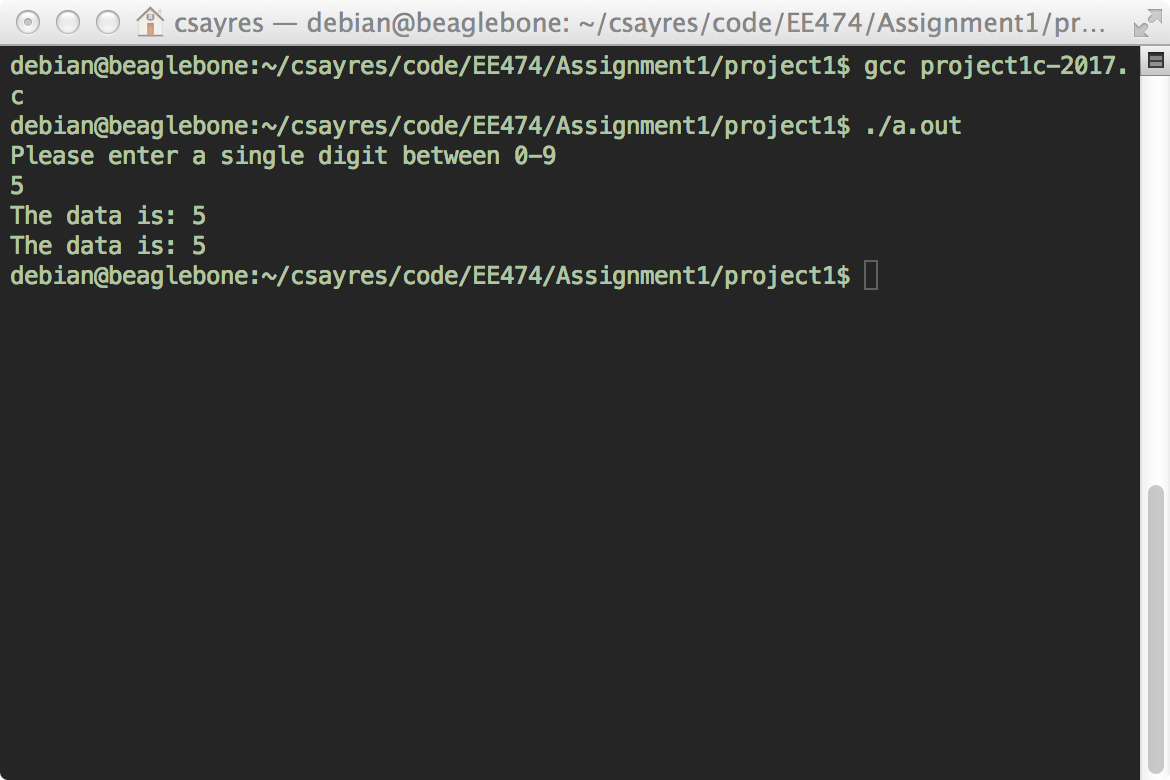 csayres — debian@beaglebone: ~/csayres/code/EE474/Assignment1/pr...
debian@beaglebone:~/csayres/code/EE474/Assignment1/project1$ gcc project1c-2017.
c
debian@beaglebone:~/csayres/code/EE474/Assignment1/project1$ ./a.out
Please enter a single digit between 0-9
5
The data is: 5
The data is: 5
debian@beaglebone:~/csayres/code/EE474/Assignment1/project1$